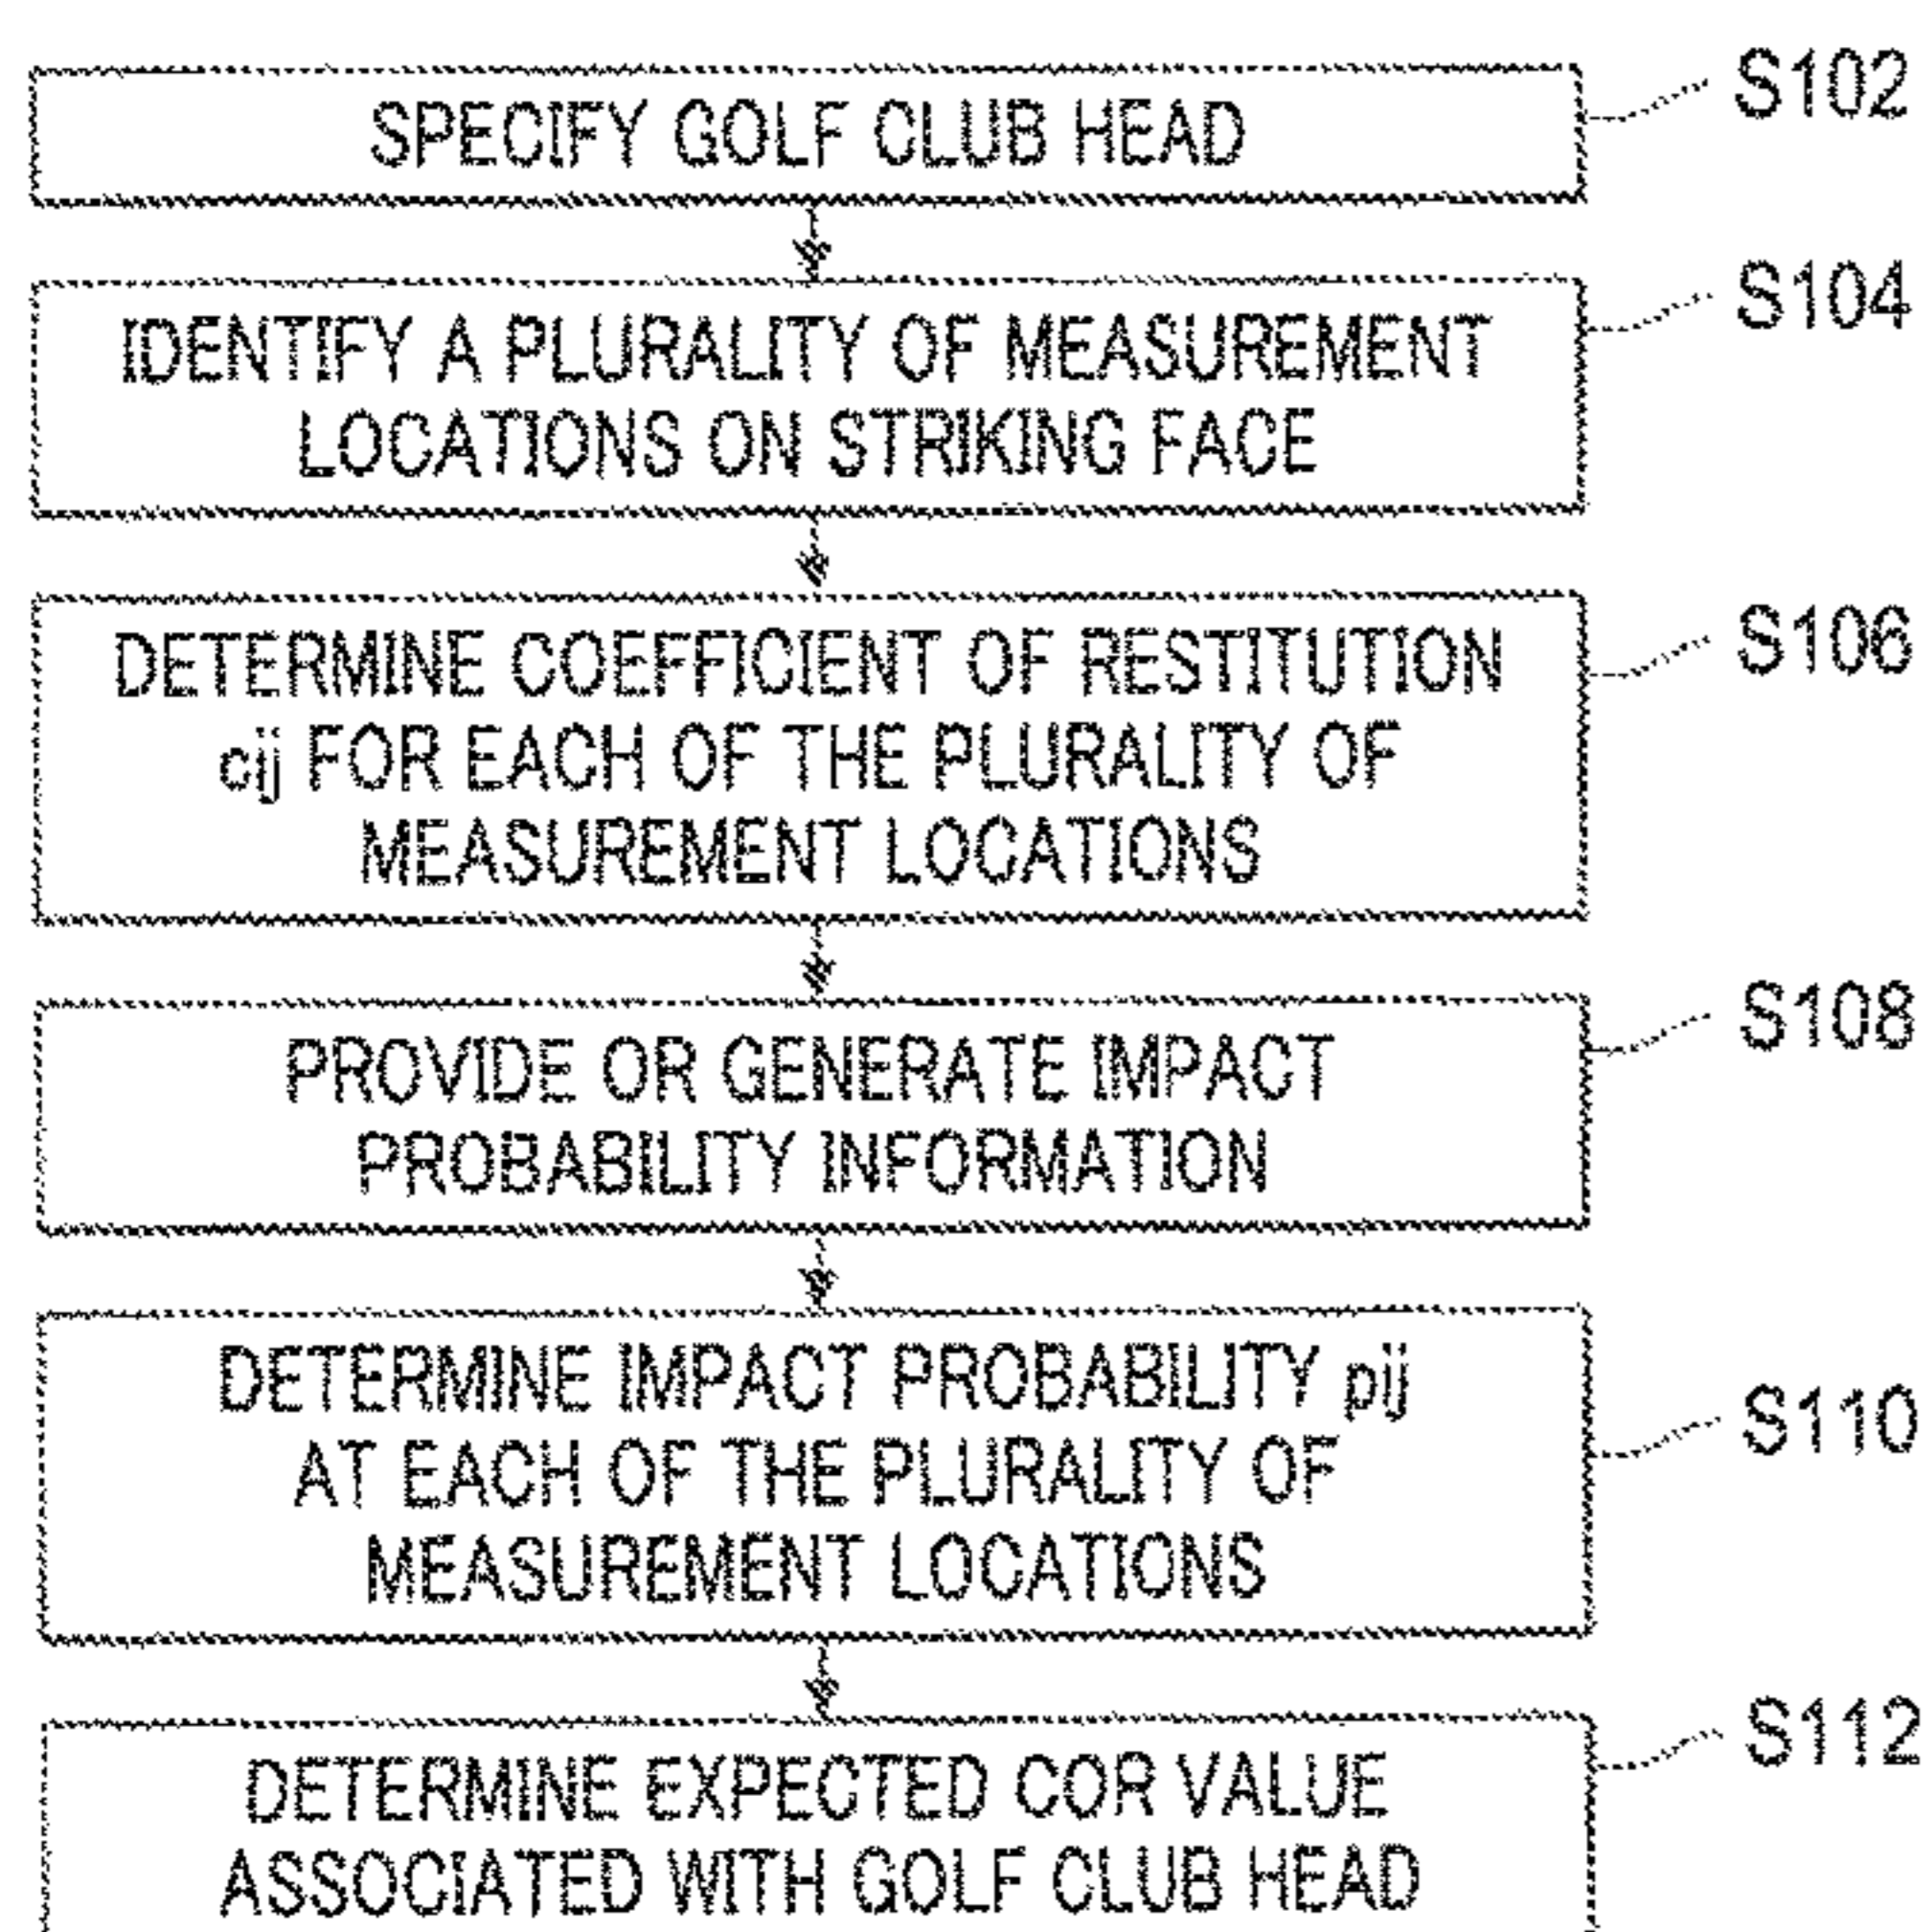 SPECIFY GOLF CLUB HEAD
S102
IDENTIFY A PLURALITY OF MEASUREMENT
LOCATIONS ON STRIKING FACE
S104
DETERMINE COEFFICIENT OF RESTITUTION
cij FOR EACH OF THE PLURALITY OF
MEASUREMENT LOCATIONS
S106
PROVIDE OR GENERATE IMPACT
PROBABILITY INFORMATION
S108
DETERMINE IMPACT PROBABILITY pij
AT EACH OF THE PLURALITY OF
MEASUREMENT LOCATIONS
S110
DETERMINE EXPECTED COR VALUE
ASSOCIATED WITH GOLF CLUB HEAD
S112